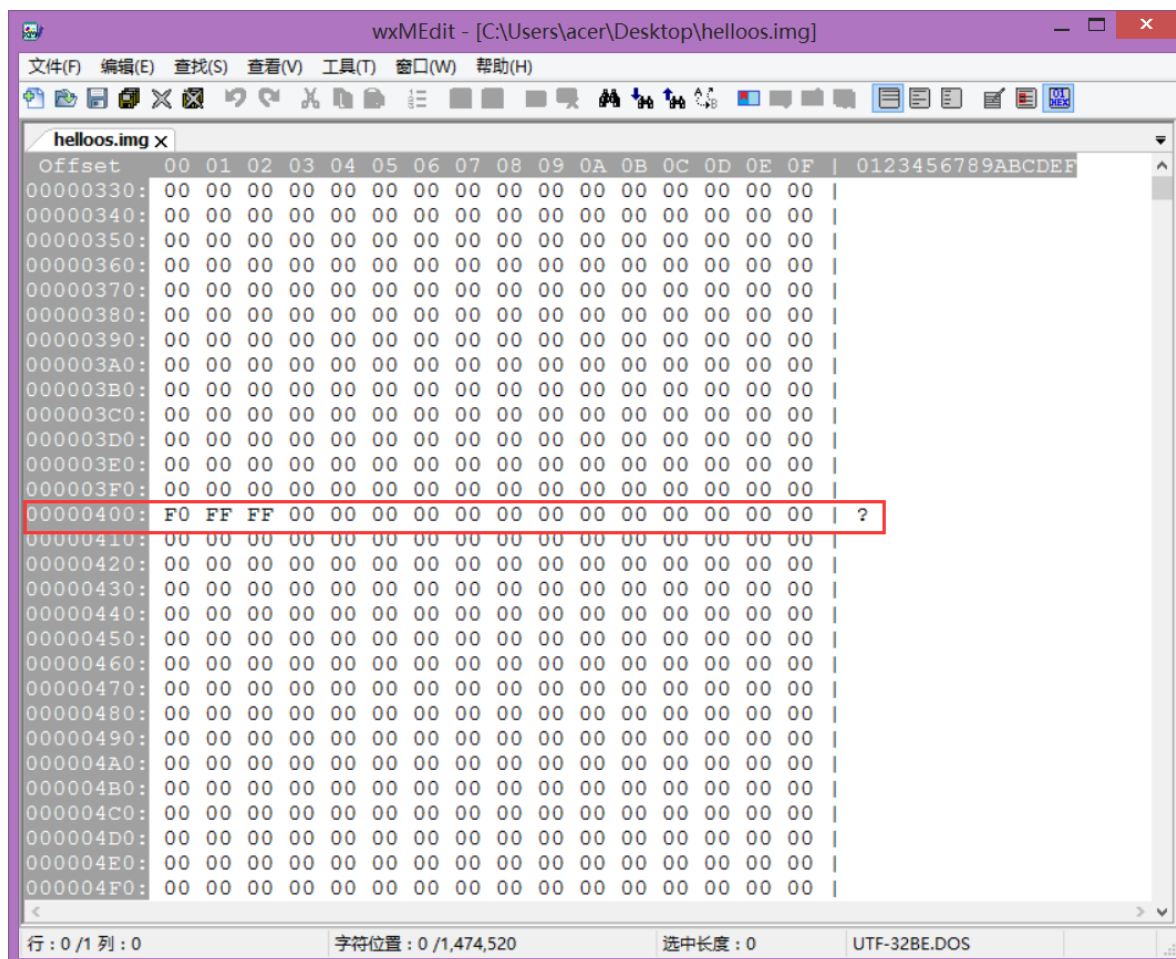 wxMEdit - [C:\Users\acer\Desktop\helloos.img]
文件(F) 编辑(E) 查找(S) 查看(V) 工具(T) 窗口(W) 帮助(H)
helloos.img x
Offset 00 01 02 03 04 05 06 07 08 09 0A 0B 0C 0D 0E 0F | 0123456789ABCDEF
00000330: 00 00 00 00 00 00 00 00 00 00 00 00 00 00 00 00 |
00000340: 00 00 00 00 00 00 00 00 00 00 00 00 00 00 00 00 |
00000350: 00 00 00 00 00 00 00 00 00 00 00 00 00 00 00 00 |
00000360: 00 00 00 00 00 00 00 00 00 00 00 00 00 00 00 00 |
00000370: 00 00 00 00 00 00 00 00 00 00 00 00 00 00 00 00 |
00000380: 00 00 00 00 00 00 00 00 00 00 00 00 00 00 00 00 |
00000390: 00 00 00 00 00 00 00 00 00 00 00 00 00 00 00 00 |
000003A0: 00 00 00 00 00 00 00 00 00 00 00 00 00 00 00 00 |
000003B0: 00 00 00 00 00 00 00 00 00 00 00 00 00 00 00 00 |
000003C0: 00 00 00 00 00 00 00 00 00 00 00 00 00 00 00 00 |
000003D0: 00 00 00 00 00 00 00 00 00 00 00 00 00 00 00 00 |
000003E0: 00 00 00 00 00 00 00 00 00 00 00 00 00 00 00 00 |
000003F0: 00 00 00 00 00 00 00 00 00 00 00 00 00 00 00 00 |
00000400: F0 FF FF 00 00 00 00 00 00 00 00 00 00 00 00 00 | ?
00000410: 00 00 00 00 00 00 00 00 00 00 00 00 00 00 00 00 |
00000420: 00 00 00 00 00 00 00 00 00 00 00 00 00 00 00 00 |
00000430: 00 00 00 00 00 00 00 00 00 00 00 00 00 00 00 00 |
00000440: 00 00 00 00 00 00 00 00 00 00 00 00 00 00 00 00 |
00000450: 00 00 00 00 00 00 00 00 00 00 00 00 00 00 00 00 |
00000460: 00 00 00 00 00 00 00 00 00 00 00 00 00 00 00 00 |
00000470: 00 00 00 00 00 00 00 00 00 00 00 00 00 00 00 00 |
00000480: 00 00 00 00 00 00 00 00 00 00 00 00 00 00 00 00 |
00000490: 00 00 00 00 00 00 00 00 00 00 00 00 00 00 00 00 |
000004A0: 00 00 00 00 00 00 00 00 00 00 00 00 00 00 00 00 |
000004B0: 00 00 00 00 00 00 00 00 00 00 00 00 00 00 00 00 |
000004C0: 00 00 00 00 00 00 00 00 00 00 00 00 00 00 00 00 |
000004D0: 00 00 00 00 00 00 00 00 00 00 00 00 00 00 00 00 |
000004E0: 00 00 00 00 00 00 00 00 00 00 00 00 00 00 00 00 |
000004F0: 00 00 00 00 00 00 00 00 00 00 00 00 00 00 00 00 |
行 : 0 /1 列 : 0 字符位置 : 0 /1,474,520 选中长度 : 0 UTF-32BE.DOS